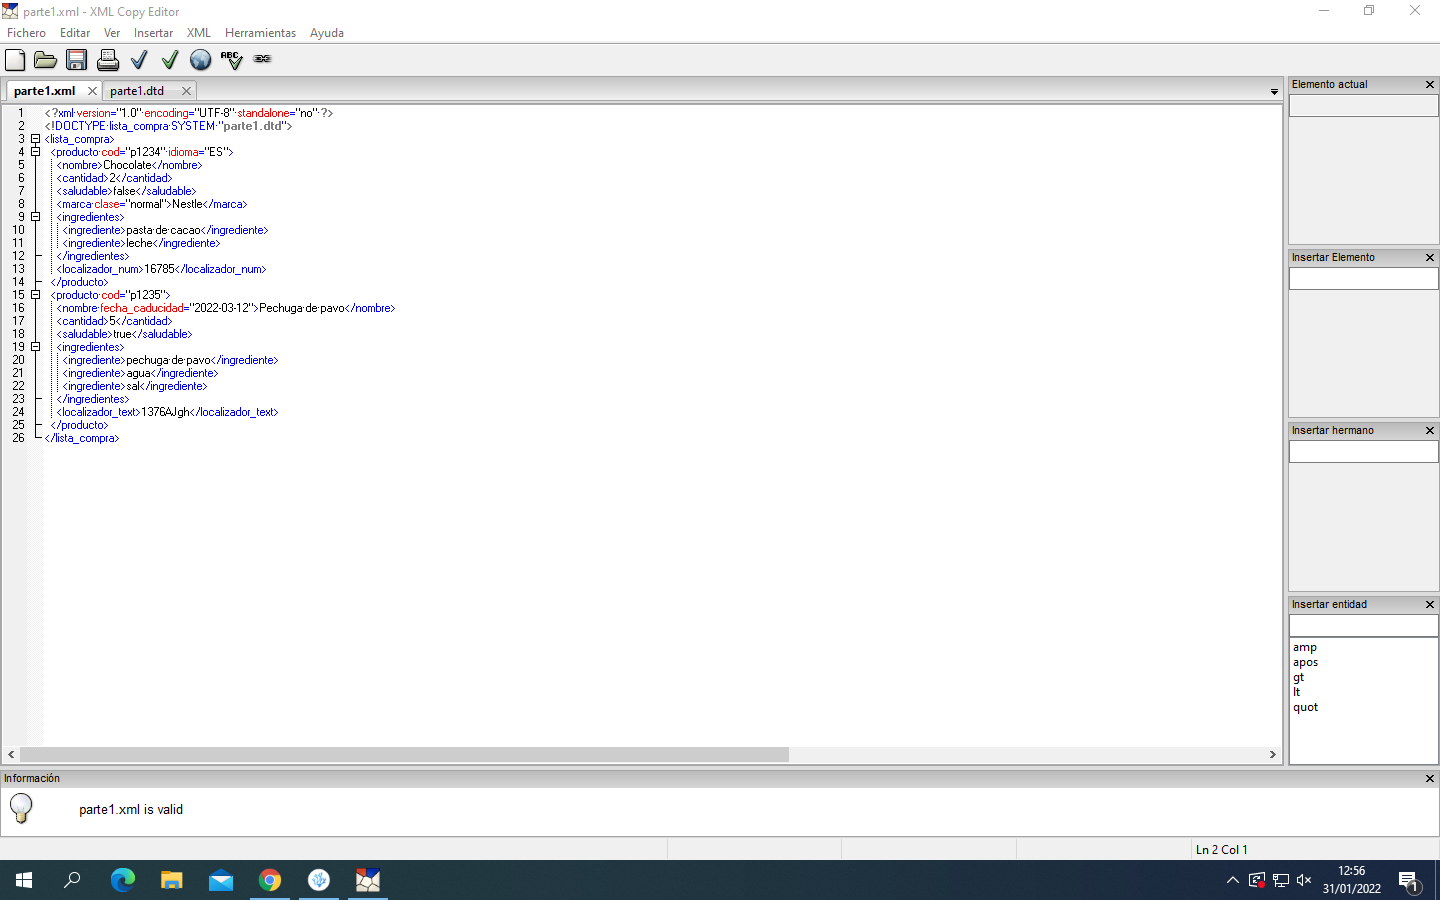 parte1.xml - XML Copy Editor
Fichero Editar Ver Insertar XML Herramientas Ayuda
ABC
parte1.xml parte1.dtd
1 <?xml version="1.0" encoding="UTF-8" standalone="no" ?>
2 <!DOCTYPE lista_compra SYSTEM "parte1.dtd">
3 <lista_compra>
4 <producto cod="p1234" idioma="ES">
5 <nombre>Chocolate</nombre>
6 <cantidad>2</cantidad>
7 <saludable>false</saludable>
8 <marca clase="normal">Nestle</marca>
9 <ingredientes>
10 <ingrediente>pasta de cacao</ingrediente>
11 <ingrediente>leche</ingrediente>
12 </ingredientes>
13 <localizador_num>16785</localizador_num>
14 </producto>
15 <producto cod="p1235">
16 <nombre fecha_caducidad="2022-03-12">Pechuga de pavo</nombre>
17 <cantidad>5</cantidad>
18 <saludable>true</saludable>
19 <ingredientes>
20 <ingrediente>pechuga de pavo</ingrediente>
21 <ingrediente>agua</ingrediente>
22 <ingrediente>sal</ingrediente>
23 </ingredientes>
24 <localizador_text>1376AJgh</localizador_text>
25 </producto>
26 </lista_compra>
Elemento actual
Insertar Elemento
Insertar hermano
Insertar entidad
amp
apos
gt
lt
quot
Información
parte1.xml is valid
Ln 2 Col 1
12:56
31/01/2022
1